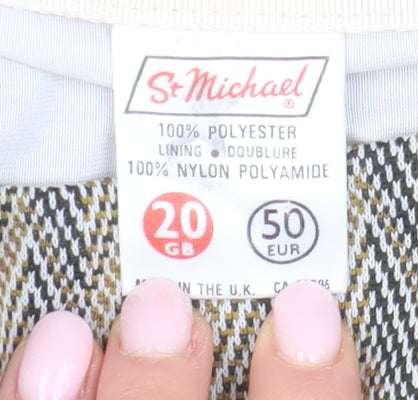 St Michael
®
100% POLYESTER
LINING • DOUBLURE
100% NYLON POLYAMIDE
20 50
GB EUR
IN THE U.K.